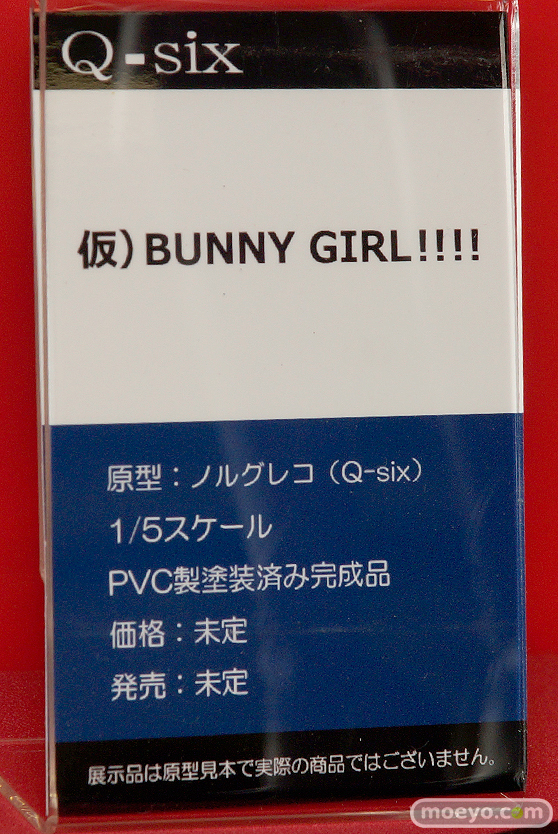 Q-six
仮）BUNNY GIRL!!!!
原型：ノルグレコ（Q-six）
1/5スケール
PVC製塗装済み完成品
価格：未定
発売：未定
展示品は原型見本で実際の商品ではございません。
moeyo.com